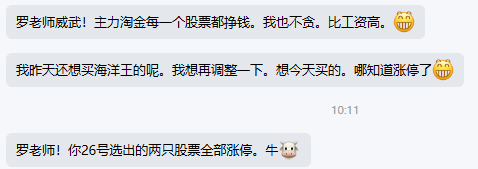 罗老师威武！主力淘金每一个股票都挣钱。我也不贪。比工资高。😁
我昨天还想买海洋王的呢。我想再调整一下。想今天买的。哪知道涨停了😁
10:11
罗老师！你26号选出的两只股票全部涨停。牛🐮